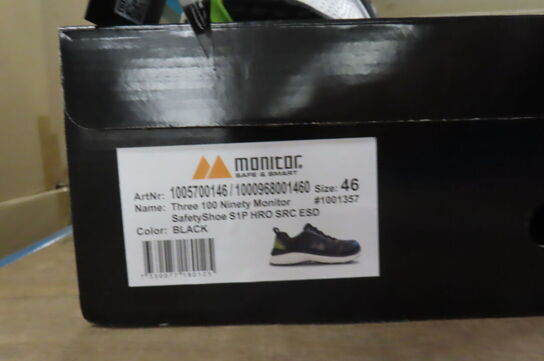 monitor
SAFE & SMART
ArtNr: 1005700146 / 1000968001460 Size: 46
Name: Three 100 Ninety Monitor #1001357
SafetyShoe S1P HRO SRC ESD
Color: BLACK